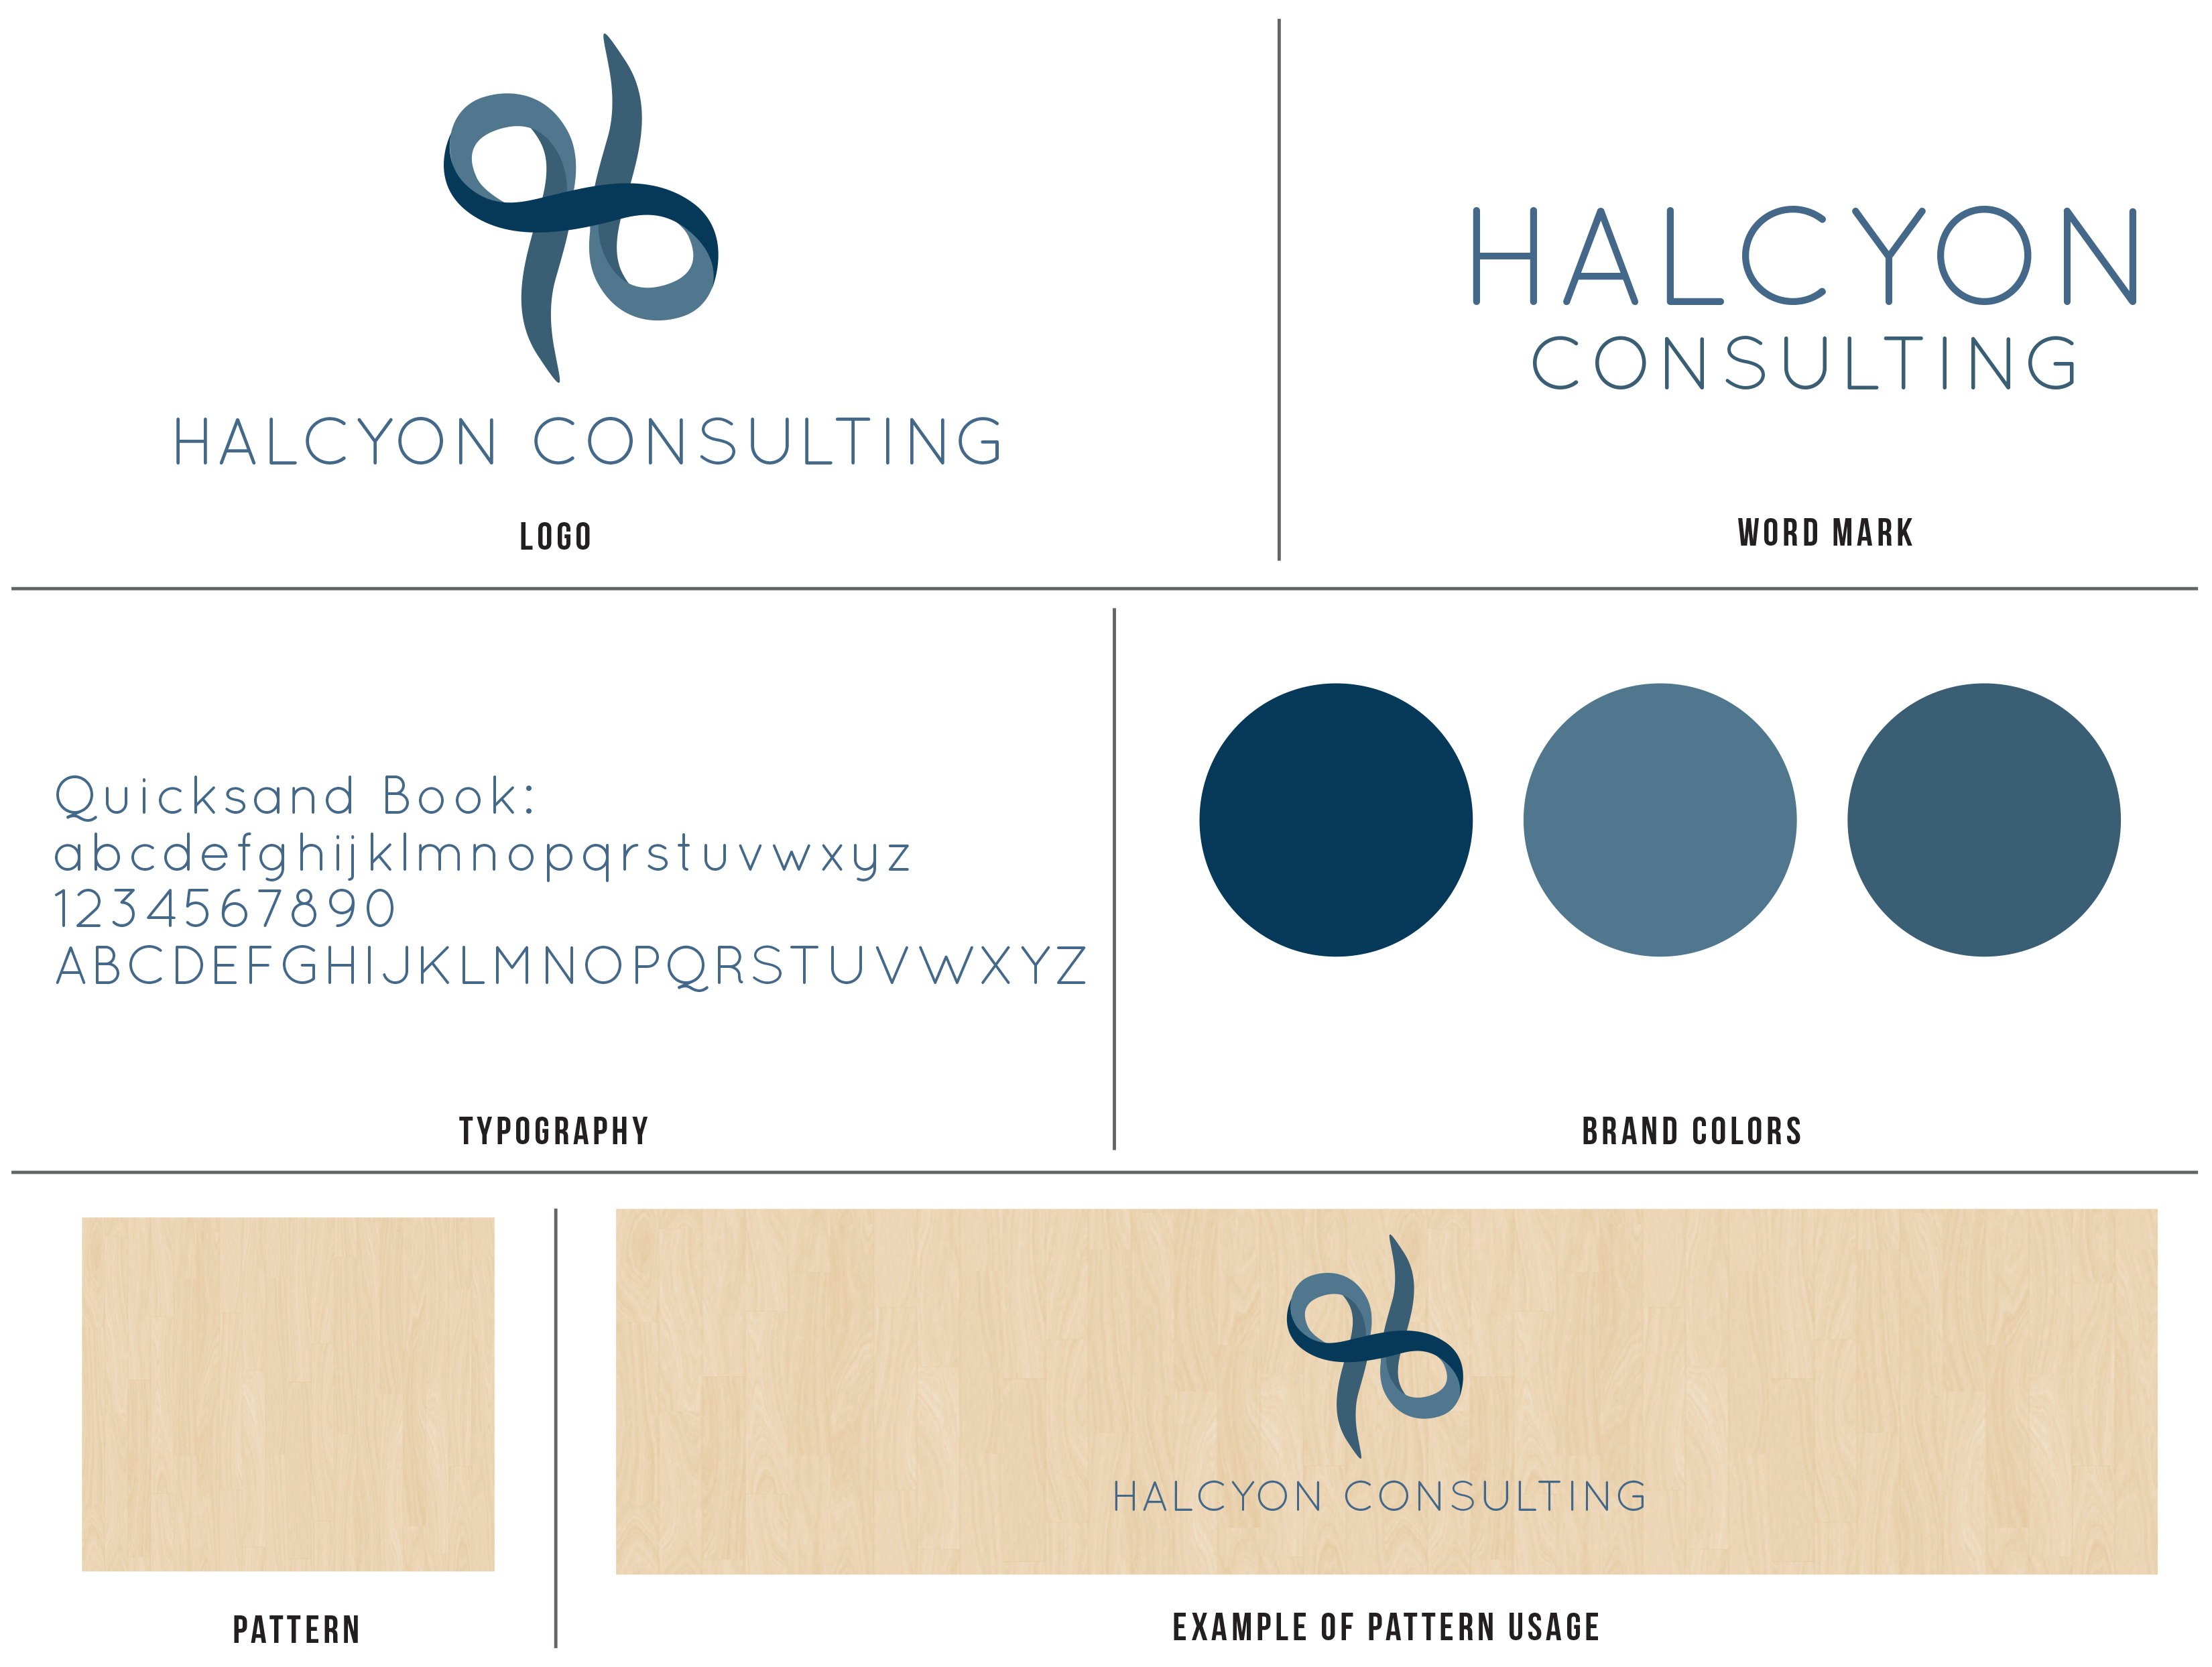 HALCYON CONSULTING
LOGO
HALCYON
CONSULTING
WORD MARK
Quicksand Book:
abcdefghijklmnopqrstuvwxyz
1234567890
ABCDEFGHIJKLMNOPQRSTUVWXYZ
TYPOGRAPHY
BRAND COLORS
PATTERN
HALCYON CONSULTING
EXAMPLE OF PATTERN USAGE